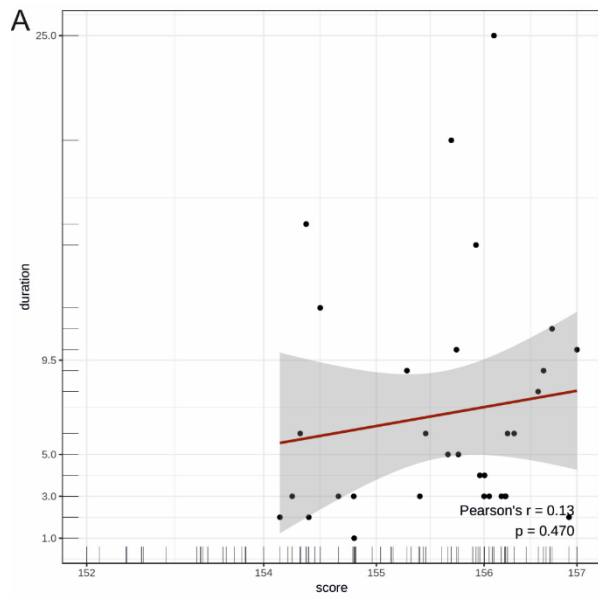 A
25.0
9.5
5.0
3.0
1.0
duration
Pearson's r = 0.13
p = 0.470
152
154
155
156
157
score